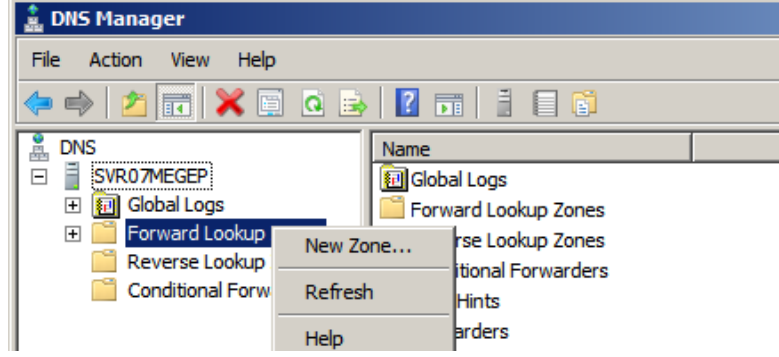 DNS Manager
File Action View Help
DNS
SVR07MEGEP
Global Logs
Forward Lookup
Reverse Lookup
Conditional Forw
New Zone...
Refresh
Help
Name
Global Logs
Forward Lookup Zones
rse Lookup Zones
itional Forwarders
Hints
arders